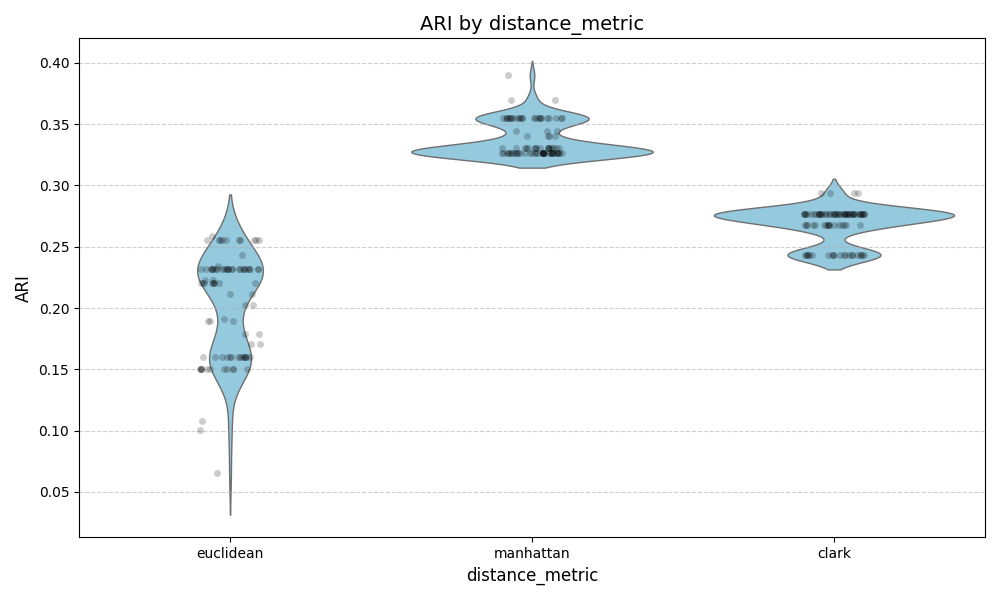 ARI by distance_metric
ARI
0.40
0.35
0.30
0.25
0.20
0.15
0.10
0.05
euclidean
manhattan
clark
distance_metric